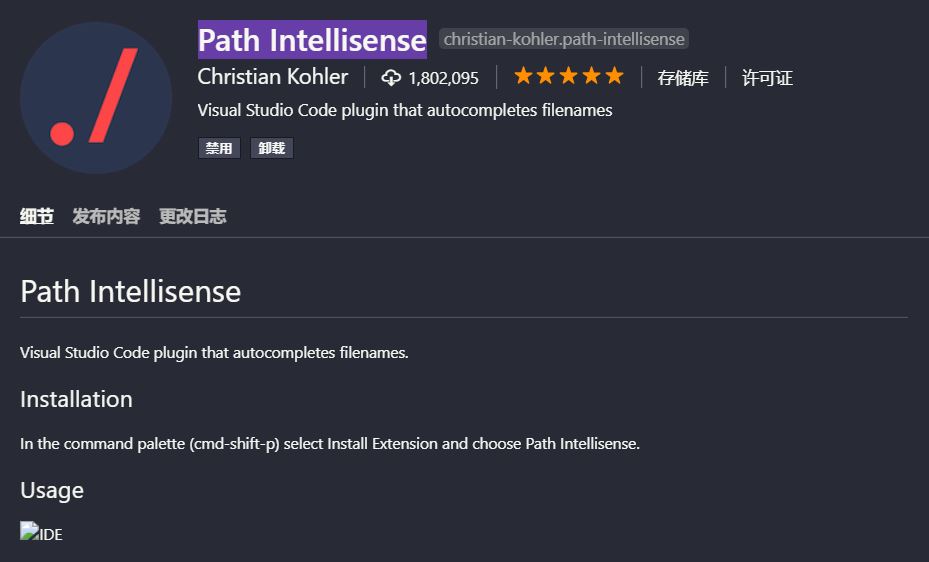 Path Intellisense christian-kohler.path-intellisense
Christian Kohler 1,802,095 存储库 许可证
Visual Studio Code plugin that autocompletes filenames
禁用 卸载
细节 发布内容 更改日志
Path Intellisense
Visual Studio Code plugin that autocompletes filenames.
Installation
In the command palette (cmd-shift-p) select Install Extension and choose Path Intellisense.
Usage
IDE